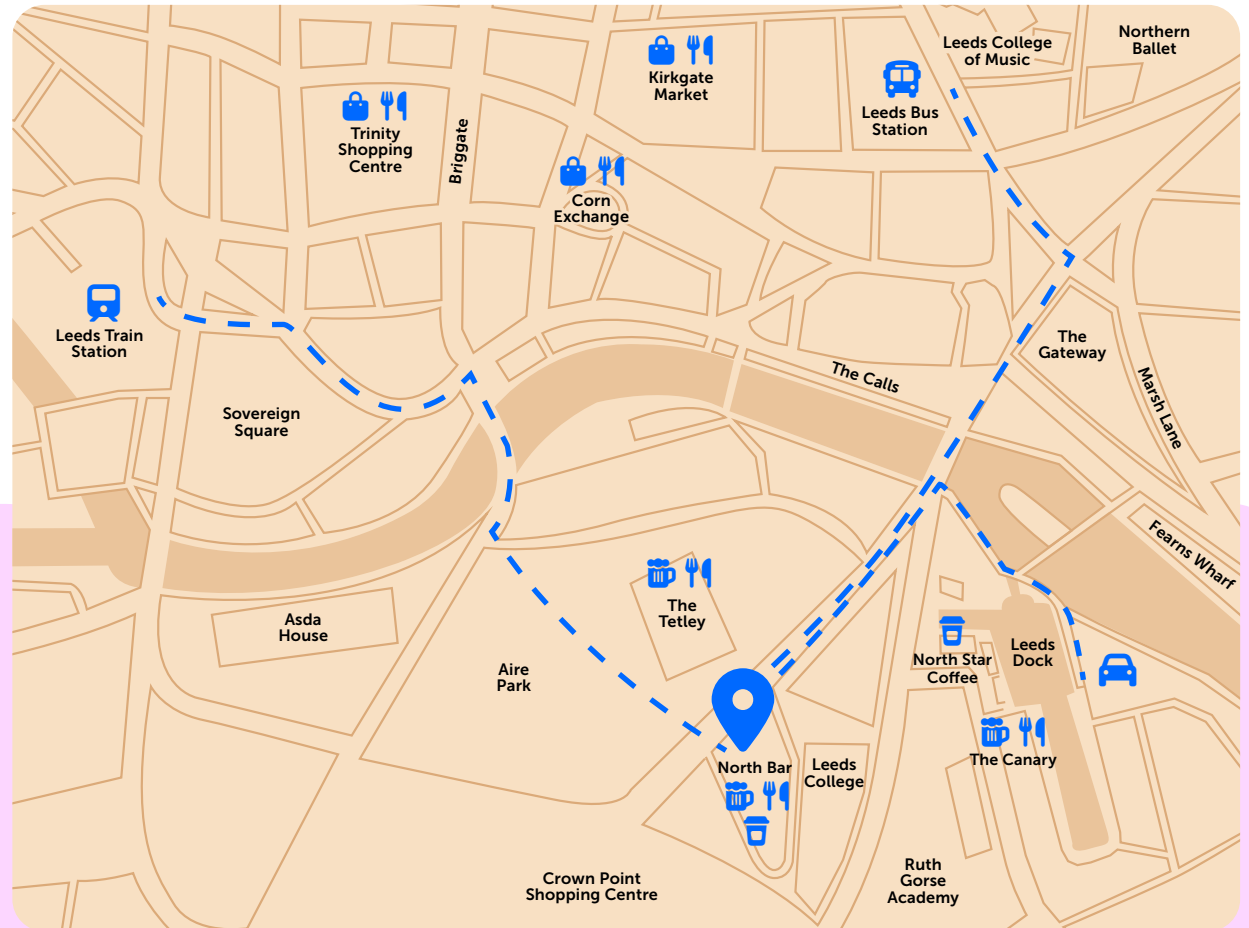 Northern
Ballet
Leeds College
of Music
Kirkgate
Market
Leeds Bus
Station
Trinity
Shopping
Centre
Briggate
Corn
Exchange
Leeds Train
Station
The
Gateway
The Calls
Marsh Lane
Sovereign
Square
Fearns Wharf
The
Tetley
Asda
House
Leeds
Dock
North Star
Coffee
Aire
Park
The Canary
North Bar
Leeds
College
Crown Point
Shopping Centre
Ruth
Gorse
Academy